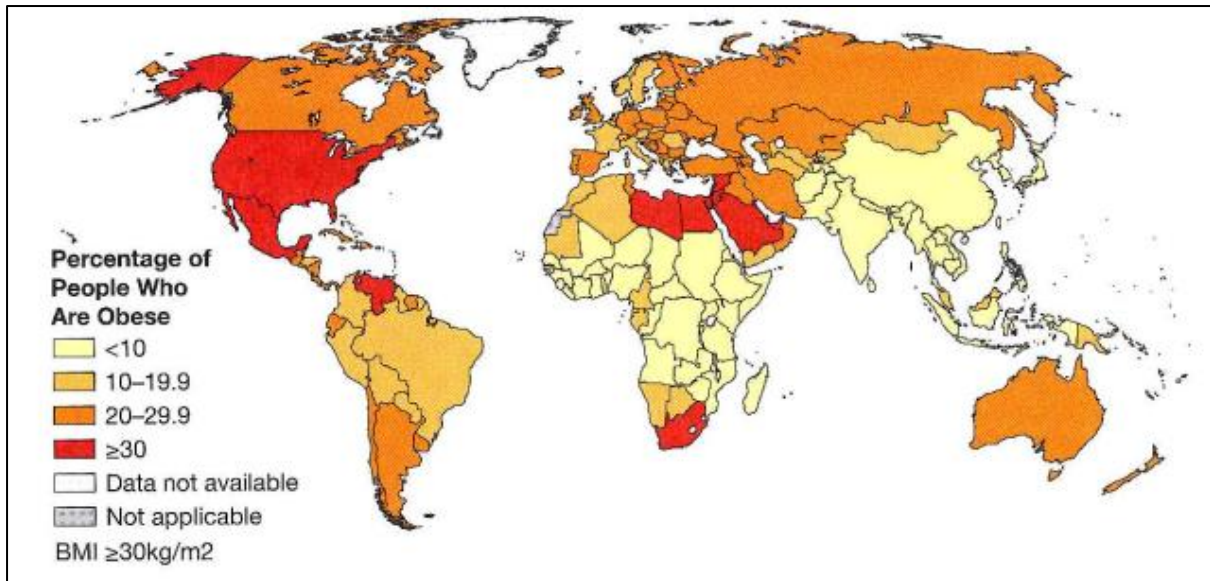 Percentage of
People Who
Are Obese
<10
10–19.9
20–29.9
≥30
Data not available
Not applicable
BMI ≥30kg/m2